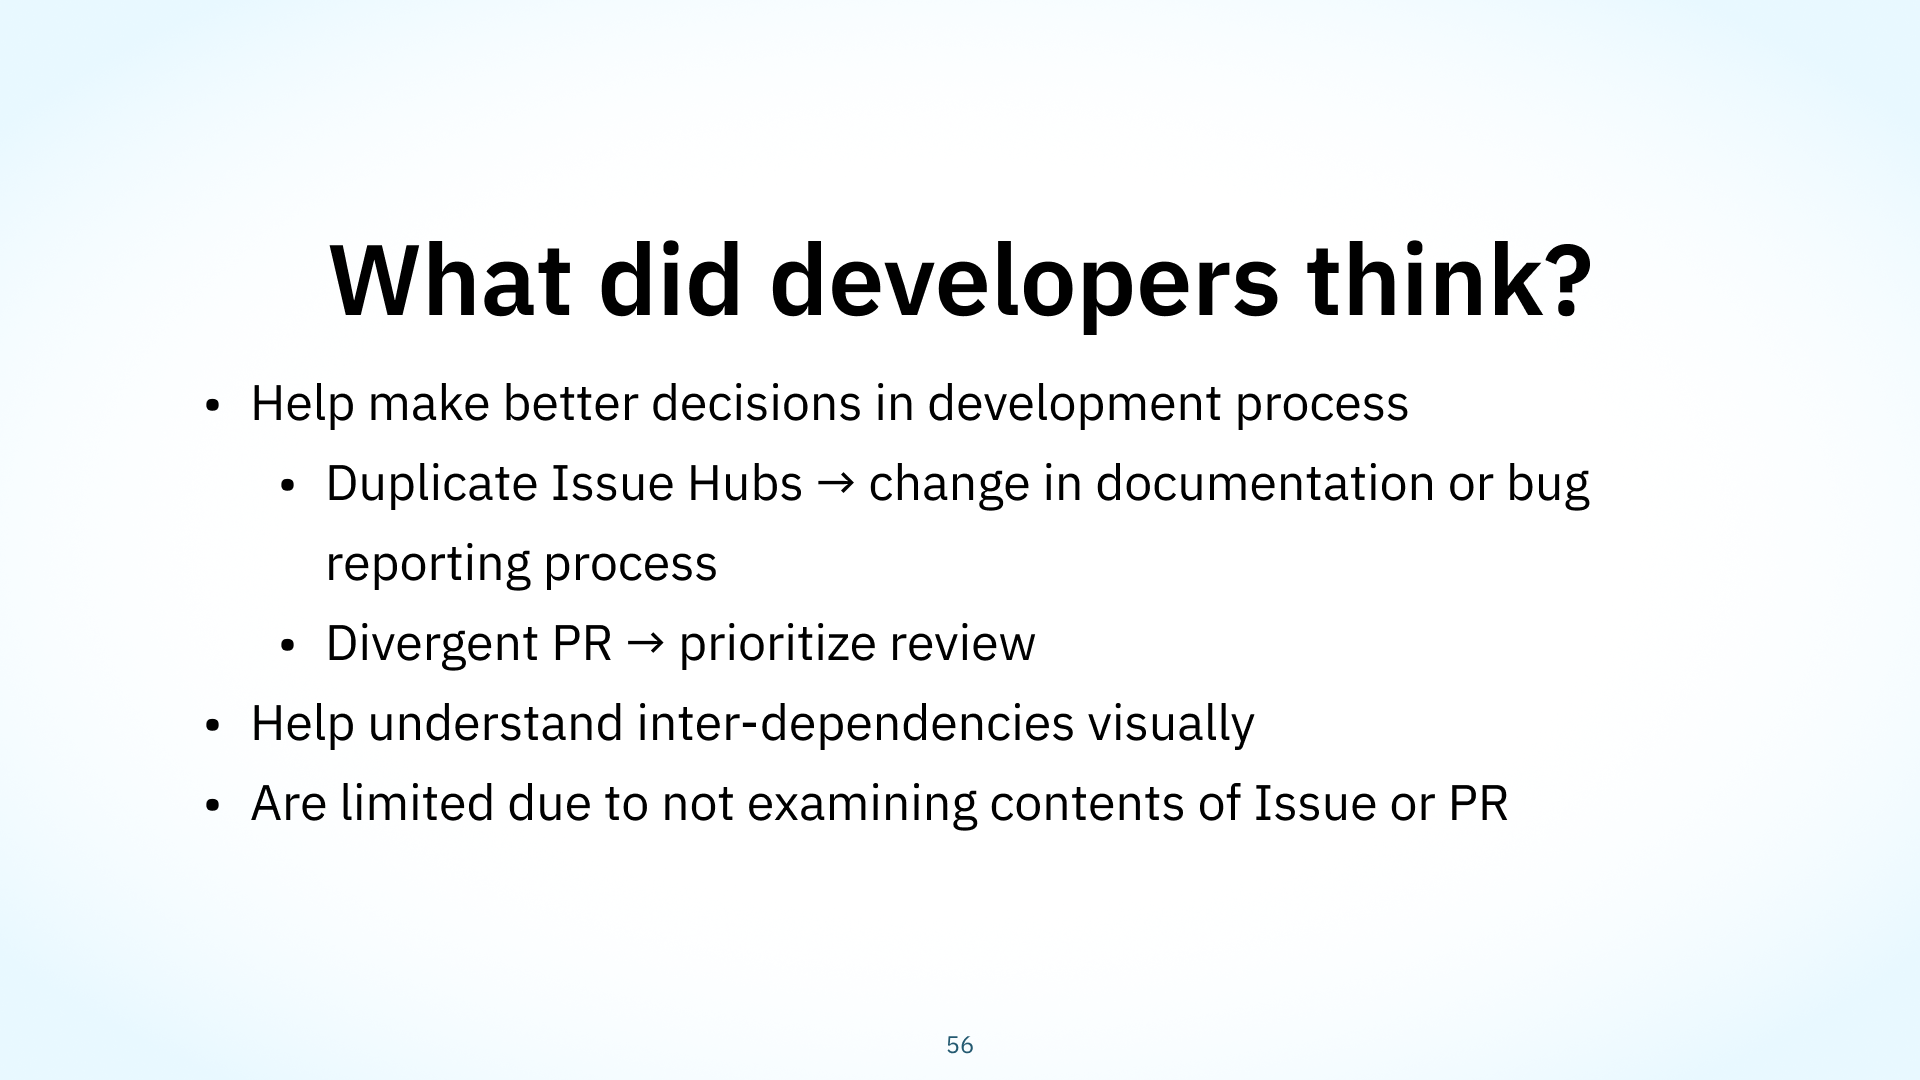 What did developers think?
• Help make better decisions in development process
• Duplicate Issue Hubs → change in documentation or bug
reporting process
• Divergent PR → prioritize review
• Help understand inter-dependencies visually
• Are limited due to not examining contents of Issue or PR
56